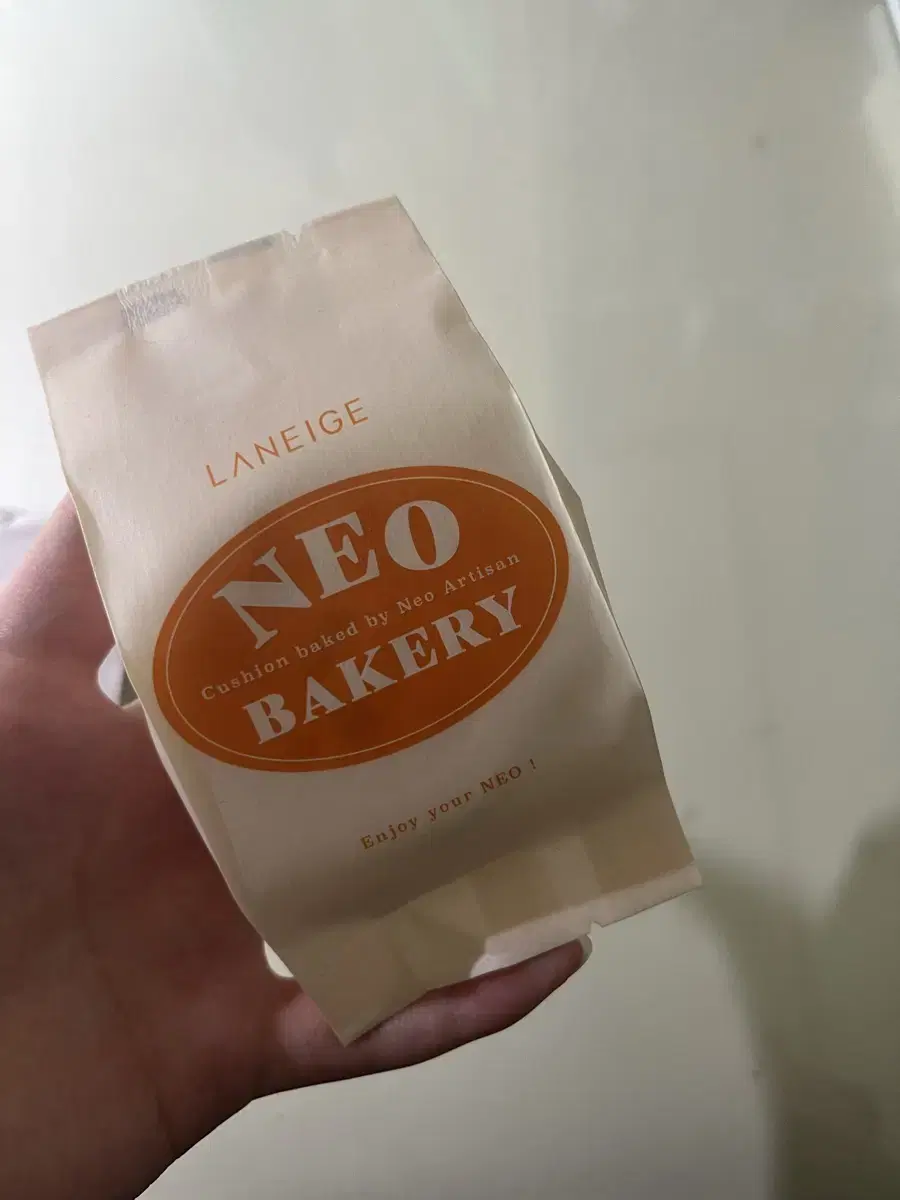 LANEIGE
NEO
Cushion baked by Neo Artisan
BAKERY
Enjoy your NEO !